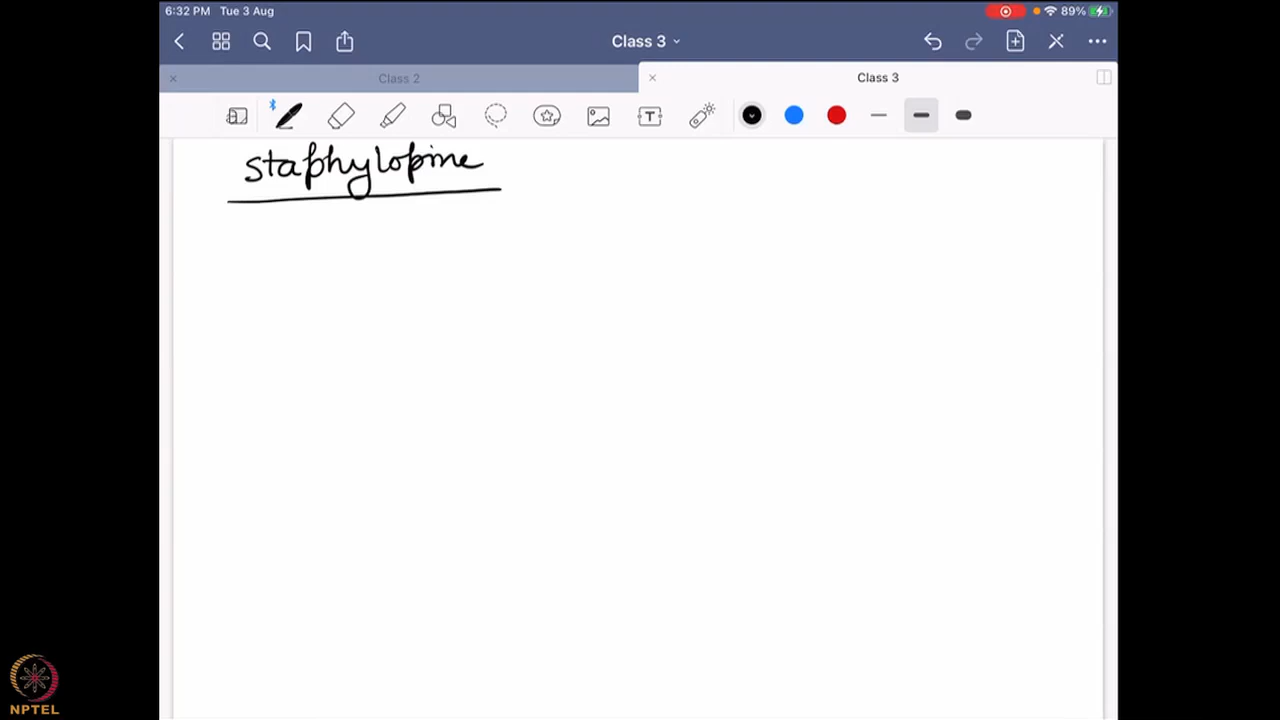 6:32 PM Tue 3 Aug
89%
Class 3
Class 2
Class 3
T
staphylopine
NPTEL